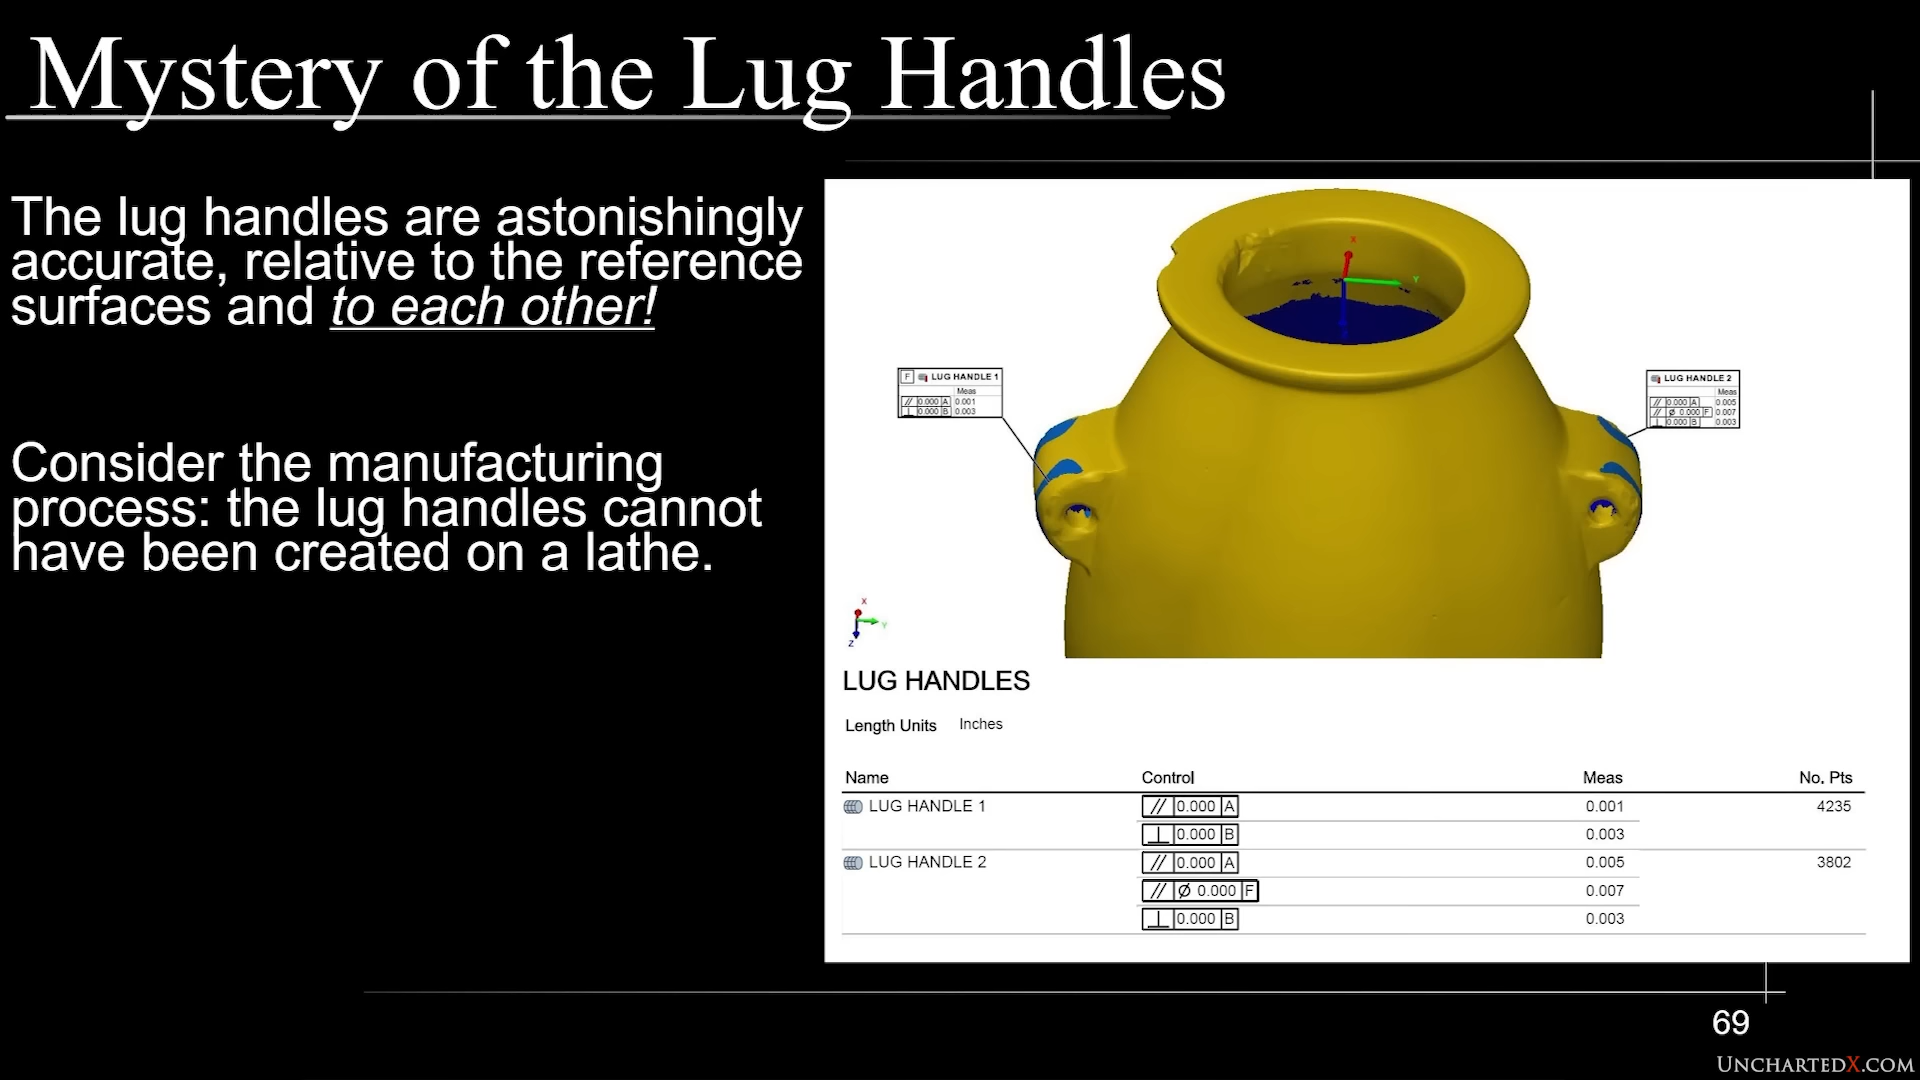 Mystery of the Lug Handles
The lug handles are astonishingly
accurate, relative to the reference
surfaces and to each other!
Consider the manufacturing
process: the lug handles cannot
have been created on a lathe.
X
Y
F LUG HANDLE 1
Meas
// 0.000 A 0.001
⊥ 0.000 B 0.003
LUG HANDLE 2
Meas
// 0.000 A 0.005
// Ø 0.000 F 0.007
⊥ 0.000 B 0.003
X
Y
Z
LUG HANDLES
Length Units Inches
Name Control Meas No. Pts
LUG HANDLE 1 // 0.000 A 0.001 4235
⊥ 0.000 B 0.003
LUG HANDLE 2 // 0.000 A 0.005 3802
// Ø 0.000 F 0.007
⊥ 0.000 B 0.003
69
UNCHARTEDX.COM